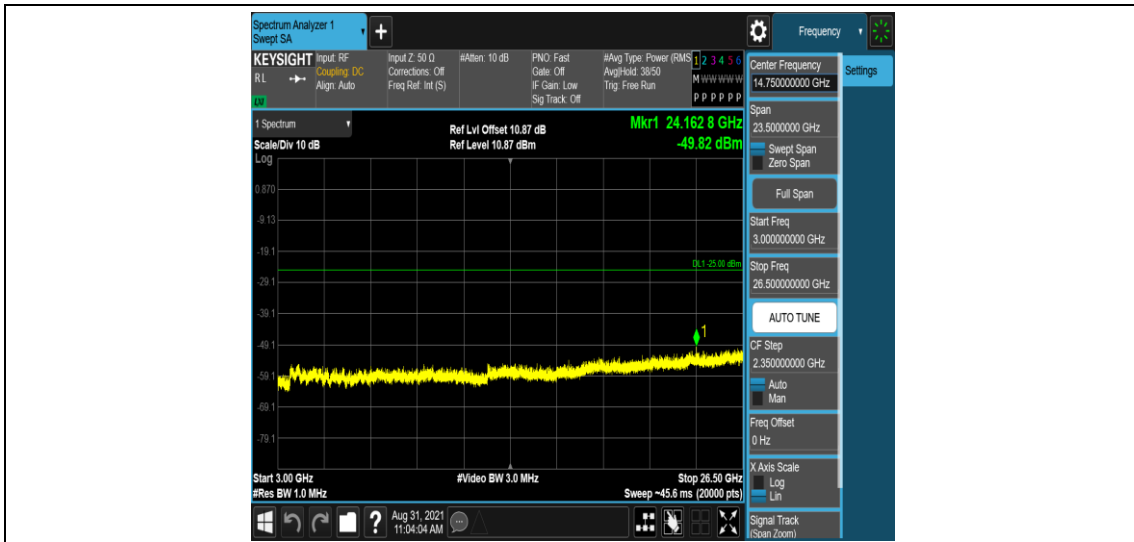 Spectrum Analyzer 1
Swept SA
+
Frequency
KEYSIGHT
RL
LXI
Input: RF
Coupling: DC
Align: Auto
Input Z: 50 Ω
Corrections: Off
Freq Ref: Int (S)
#Atten: 10 dB
PNO: Fast
Gate: Off
IF Gain: Low
Sig Track: Off
#Avg Type: Power (RMS
Avg|Hold: 38/50
Trig: Free Run
1 2 3 4 5 6
M W W W W W
P P P P P P
1 Spectrum
Scale/Div 10 dB
Log
Ref Lvl Offset 10.87 dB
Ref Level 10.87 dBm
Mkr1 24.162 8 GHz
-49.82 dBm
0.870
-9.13
-19.1
DL1 -25.00 dBm
-29.1
-39.1
1
-49.1
-59.1
-69.1
-79.1
Start 3.00 GHz
#Res BW 1.0 MHz
#Video BW 3.0 MHz
Stop 26.50 GHz
Sweep ~45.6 ms (20000 pts)
Center Frequency
14.750000000 GHz
Settings
Span
23.5000000 GHz
Swept Span
Zero Span
Full Span
Start Freq
3.000000000 GHz
Stop Freq
26.500000000 GHz
AUTO TUNE
CF Step
2.350000000 GHz
Auto
Man
Freq Offset
0 Hz
X Axis Scale
Log
Lin
Signal Track
(Span Zoom)
?
Aug 31, 2021
11:04:04 AM